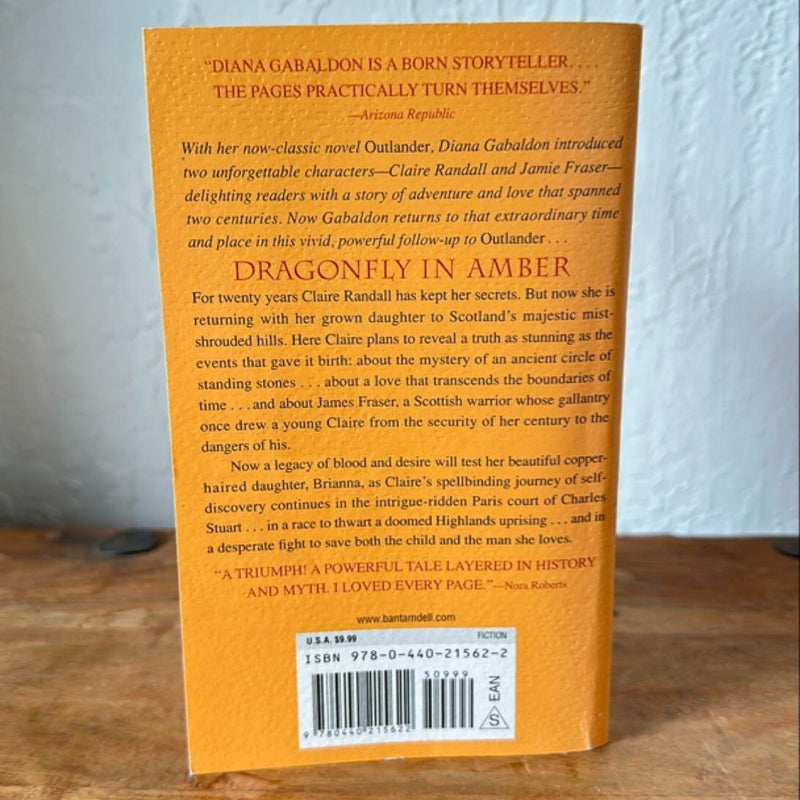 “DIANA GABALDON IS A BORN STORYTELLER. . . .
THE PAGES PRACTICALLY TURN THEMSELVES.”
—Arizona Republic
With her now-classic novel Outlander, Diana Gabaldon introduced
two unforgettable characters—Claire Randall and Jamie Fraser—
delighting readers with a story of adventure and love that spanned
two centuries. Now Gabaldon returns to that extraordinary time
and place in this vivid, powerful follow-up to Outlander . . .
DRAGONFLY IN AMBER
For twenty years Claire Randall has kept her secrets. But now she is
returning with her grown daughter to Scotland’s majestic mist-
shrouded hills. Here Claire plans to reveal a truth as stunning as the
events that gave it birth: about the mystery of an ancient circle of
standing stones . . . about a love that transcends the boundaries of
time . . . and about James Fraser, a Scottish warrior whose gallantry
once drew a young Claire from the security of her century to the
dangers of his.
Now a legacy of blood and desire will test her beautiful copper-
haired daughter, Brianna, as Claire’s spellbinding journey of self-
discovery continues in the intrigue-ridden Paris court of Charles
Stuart . . . in a race to thwart a doomed Highlands uprising . . . and in
a desperate fight to save both the child and the man she loves.
“A TRIUMPH! A POWERFUL TALE LAYERED IN HISTORY
AND MYTH. I LOVED EVERY PAGE.”—Nora Roberts
www.bantamdell.com
U.S.A. $9.99 FICTION
ISBN 978-0-440-21562-2
50999
EAN
S
9 780440 215622